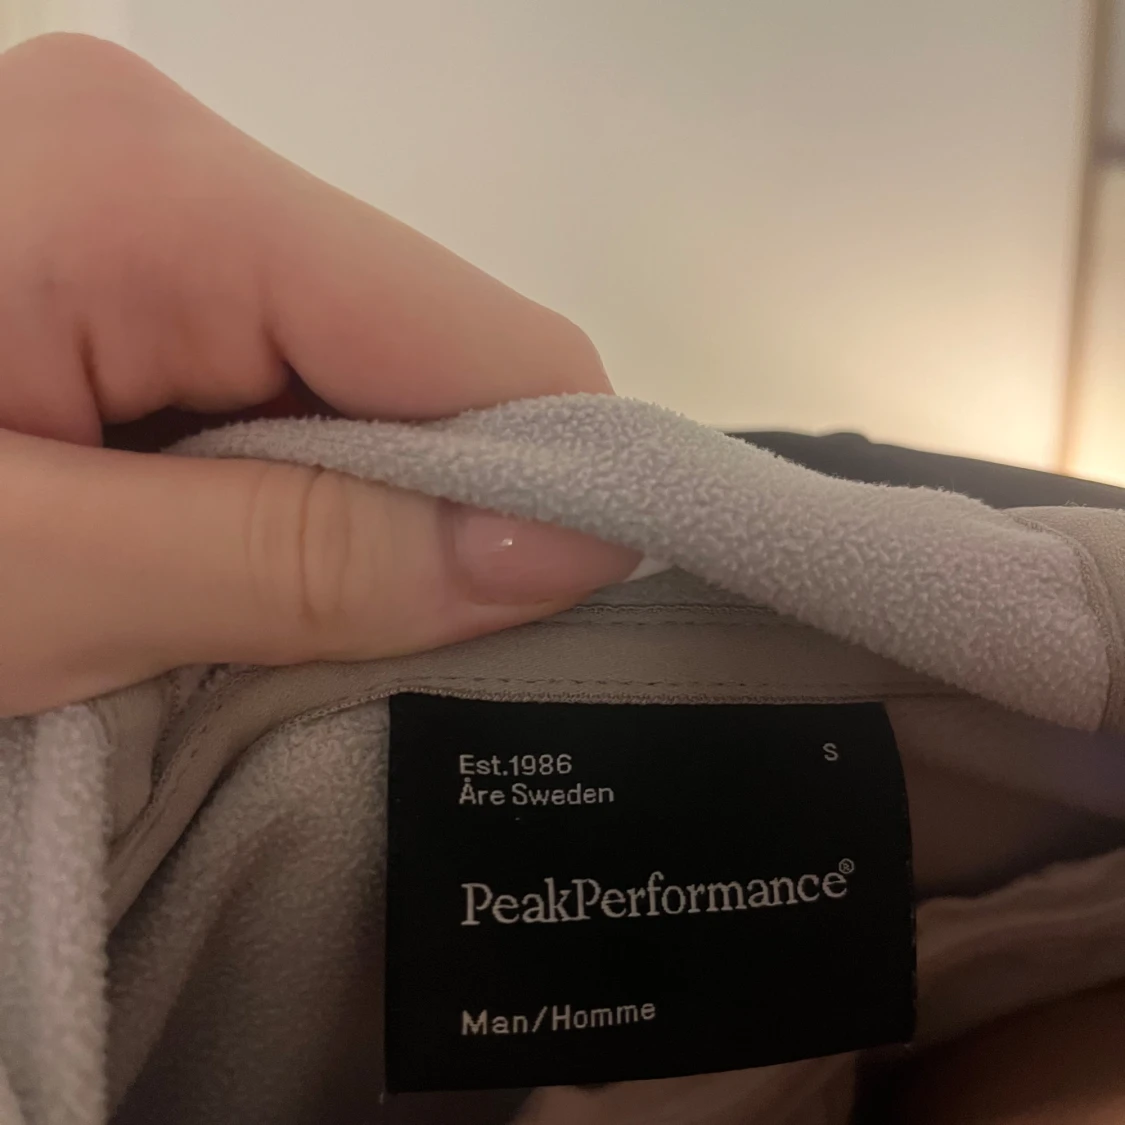 Est.1986 S
Åre Sweden
PeakPerformance®
Man/Homme